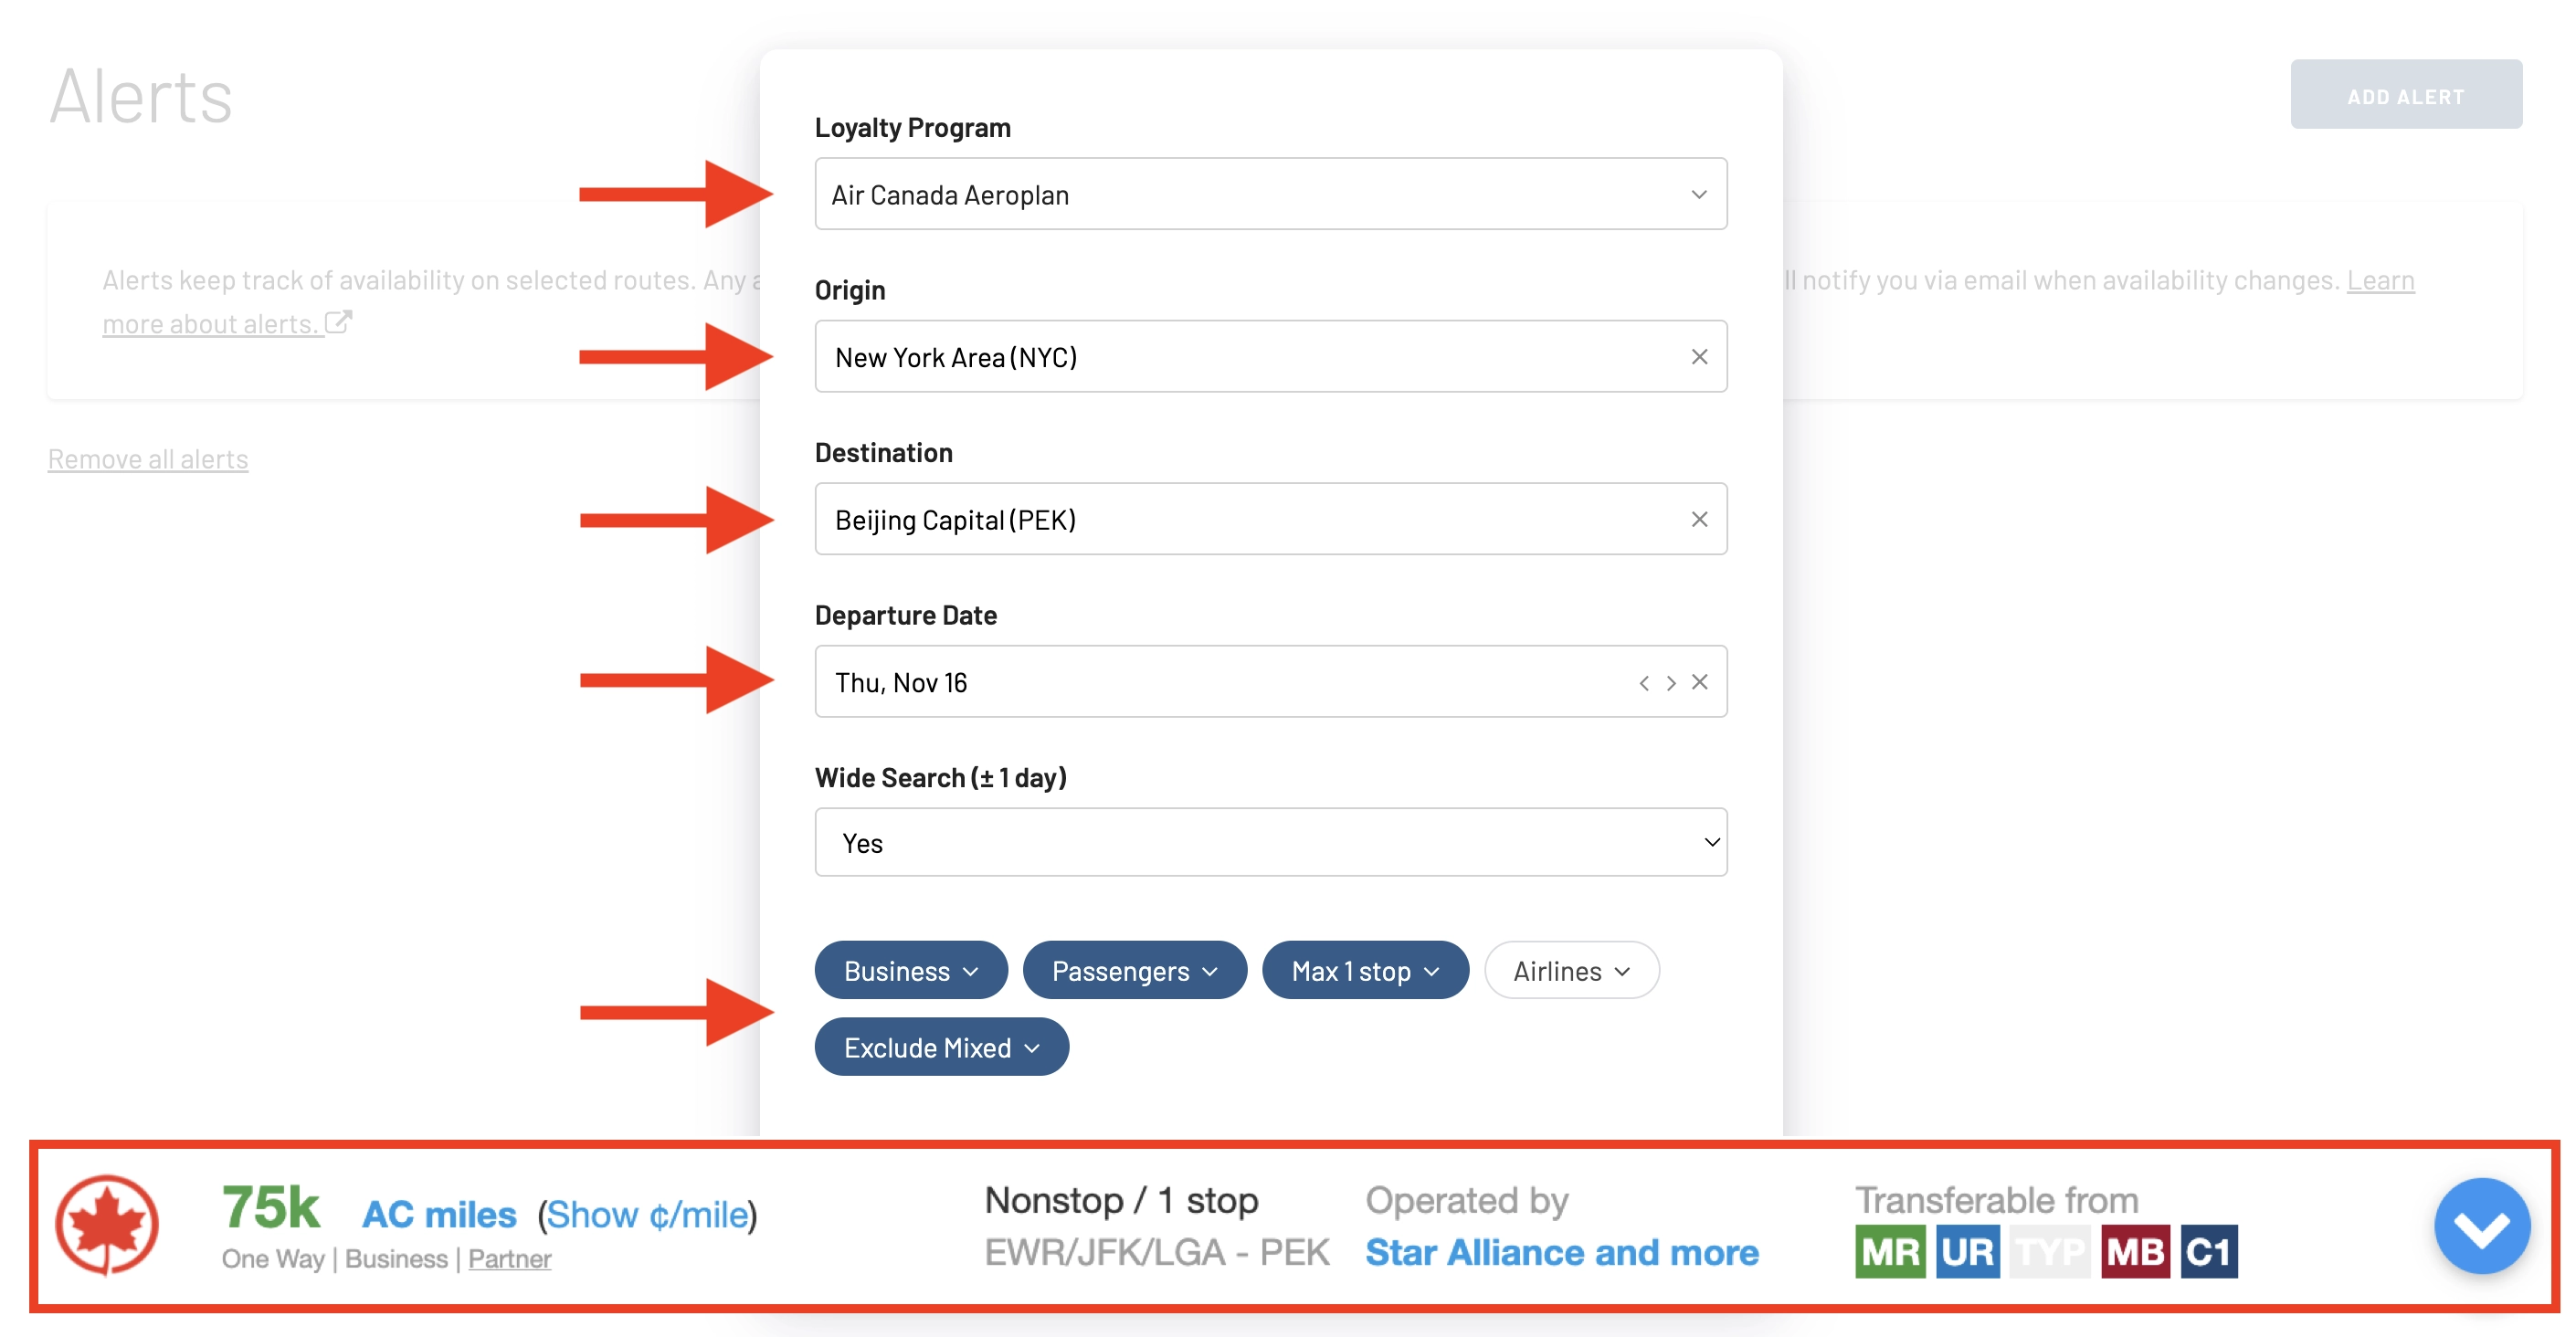 Alerts
ADD ALERT
Alerts keep track of availability on selected routes. Any
ll notify you via email when availability changes. Learn
more about alerts.
Remove all alerts
Loyalty Program
Air Canada Aeroplan
Origin
New York Area (NYC)
Destination
Beijing Capital (PEK)
Departure Date
Thu, Nov 16
Wide Search (± 1 day)
Yes
Business
Passengers
Max 1 stop
Airlines
Exclude Mixed
75k AC miles (Show ¢/mile)
One Way | Business | Partner
Nonstop / 1 stop
EWR/JFK/LGA - PEK
Operated by
Star Alliance and more
Transferable from
MR UR TYP MB C1